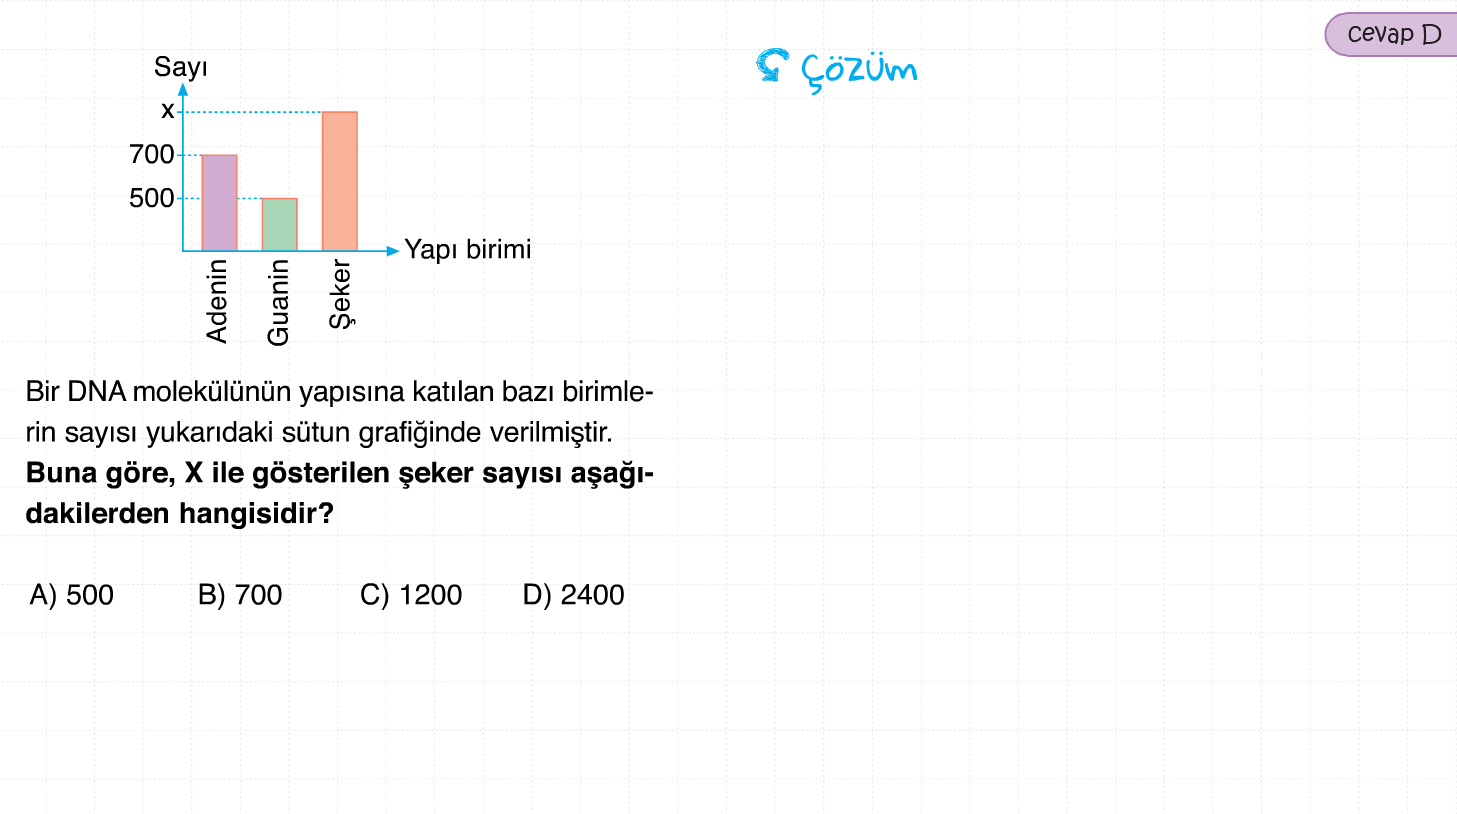 cevap D
Çözüm
Sayı
x
700
500
Yapı birimi
Adenin
Guanin
Şeker
Bir DNA molekülünün yapısına katılan bazı birimle-
rin sayısı yukarıdaki sütun grafiğinde verilmiştir.
Buna göre, X ile gösterilen şeker sayısı aşağı-
dakilerden hangisidir?
A) 500 B) 700 C) 1200 D) 2400